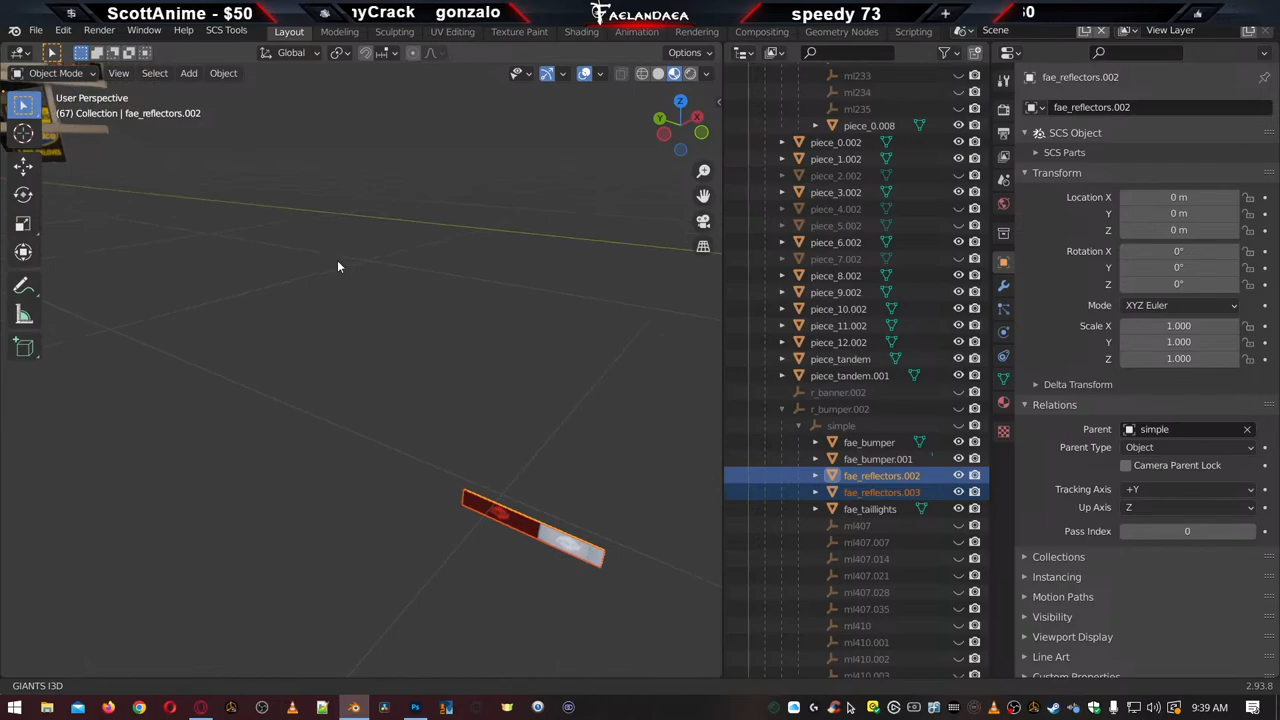 ScottAnime - $50
nyCrack gonzalo
FAELANDAEA
speedy 73
File Edit Render Window Help SCS Tools
Layout Modeling Sculpting UV Editing Texture Paint Shading Animation Rendering Compositing Geometry Nodes Scripting
Scene
View Layer
Global
Options
Object Mode View Select Add Object
User Perspective
(67) Collection | fae_reflectors.002
Z
Y
X
ml233
ml234
ml235
piece_0.008
piece_0.002
piece_1.002
piece_2.002
piece_3.002
piece_4.002
piece_5.002
piece_6.002
piece_7.002
piece_8.002
piece_9.002
piece_10.002
piece_11.002
piece_12.002
piece_tandem
piece_tandem.001
r_banner.002
r_bumper.002
simple
fae_bumper
fae_bumper.001
fae_reflectors.002
fae_reflectors.003
fae_taillights
ml407
ml407.007
ml407.014
ml407.021
ml407.028
ml407.035
ml410
ml410.001
ml410.002
ml410.003
fae_reflectors.002
fae_reflectors.002
SCS Object
SCS Parts
Transform
Location X 0 m
Y 0 m
Z 0 m
Rotation X 0°
Y 0°
Z 0°
Mode XYZ Euler
Scale X 1.000
Y 1.000
Z 1.000
Delta Transform
Relations
Parent simple
Parent Type Object
Camera Parent Lock
Tracking Axis +Y
Up Axis Z
Pass Index 0
Collections
Instancing
Motion Paths
Visibility
Viewport Display
Line Art
Custom Properties
GIANTS I3D
2.93.8
9:39 AM